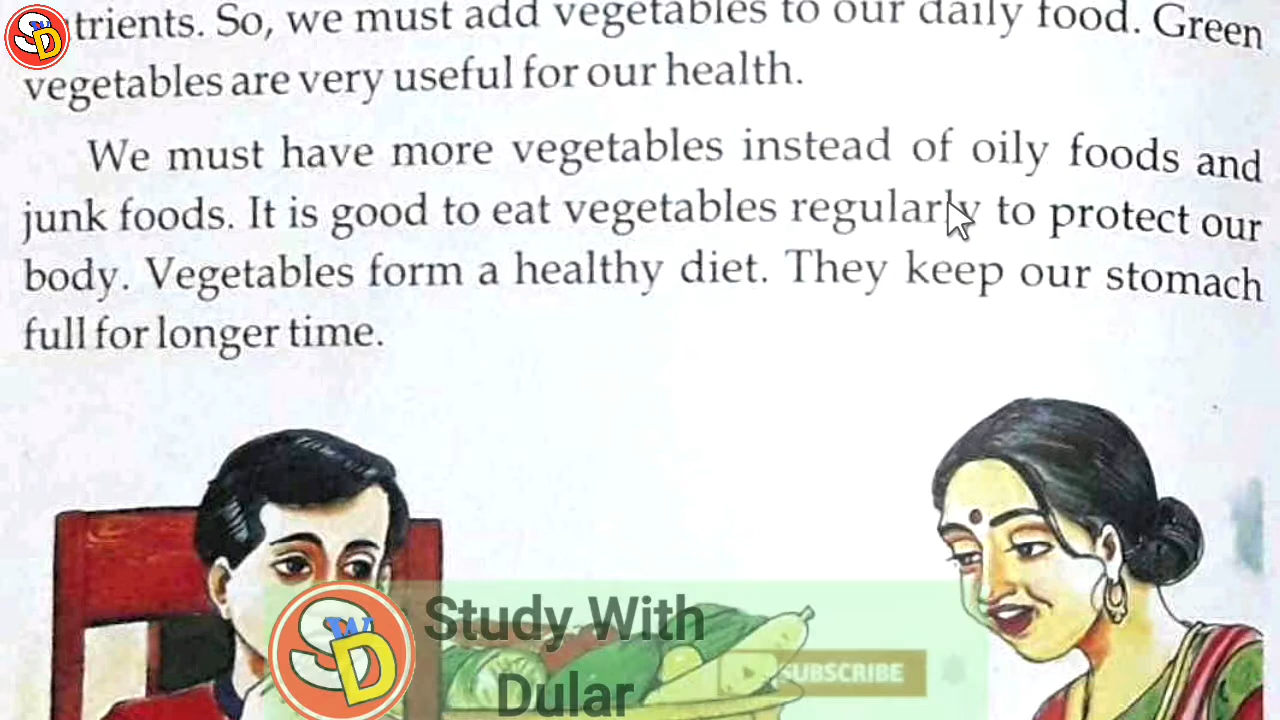 trients. So, we must add vegetables to our daily food. Green
vegetables are very useful for our health.
We must have more vegetables instead of oily foods and
junk foods. It is good to eat vegetables regularly to protect our
body. Vegetables form a healthy diet. They keep our stomach
full for longer time.
Study With
Dular
SUBSCRIBE
SWD
SWD